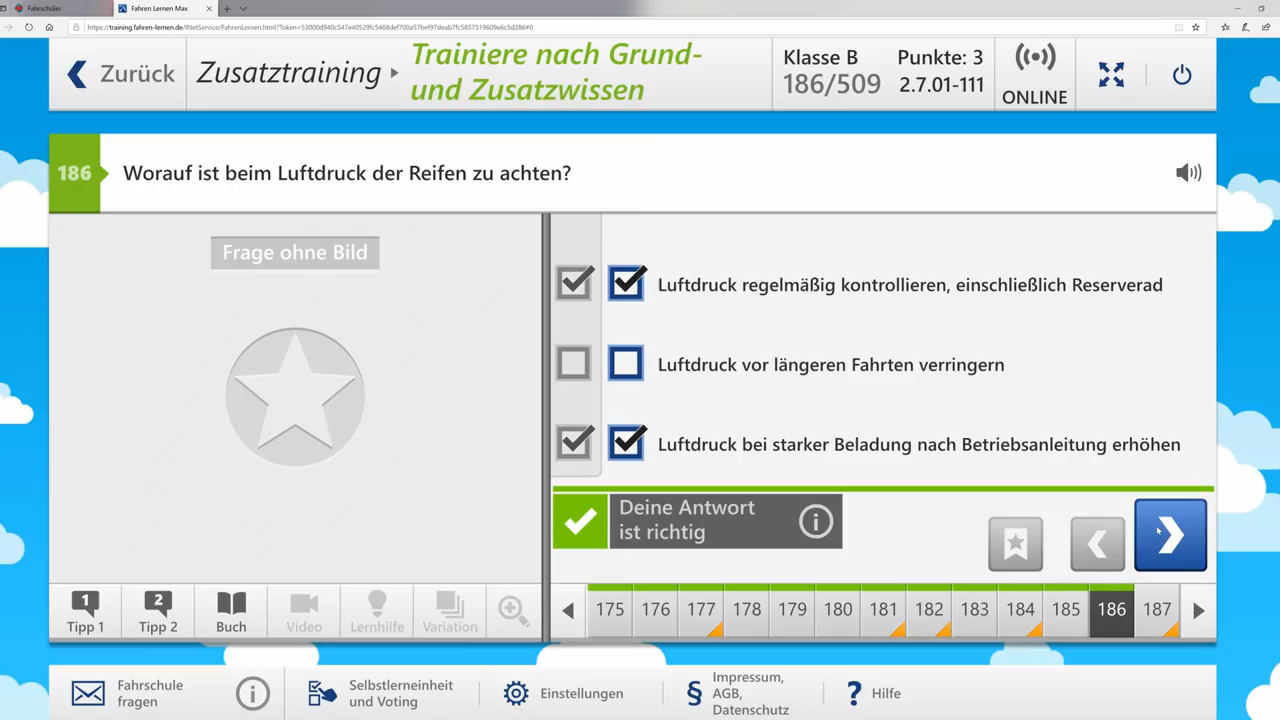 Fahrschüler
Fahren Lernen Max
https://training.fahren-lernen.de/INetService/FahrenLernen.html?Token=
Zurück
Zusatztraining
Trainiere nach Grund-
und Zusatzwissen
Klasse B
186/509
Punkte: 3
2.7.01-111
ONLINE
186
Worauf ist beim Luftdruck der Reifen zu achten?
Frage ohne Bild
Luftdruck regelmäßig kontrollieren, einschließlich Reserverad
Luftdruck vor längeren Fahrten verringern
Luftdruck bei starker Beladung nach Betriebsanleitung erhöhen
Deine Antwort
ist richtig
1
Tipp 1
2
Tipp 2
Buch
Video
Lernhilfe
Variation
175 176 177 178 179 180 181 182 183 184 185 186 187
Fahrschule
fragen
Selbstlerneinheit
und Voting
Einstellungen
§
Impressum,
AGB,
Datenschutz
?
Hilfe